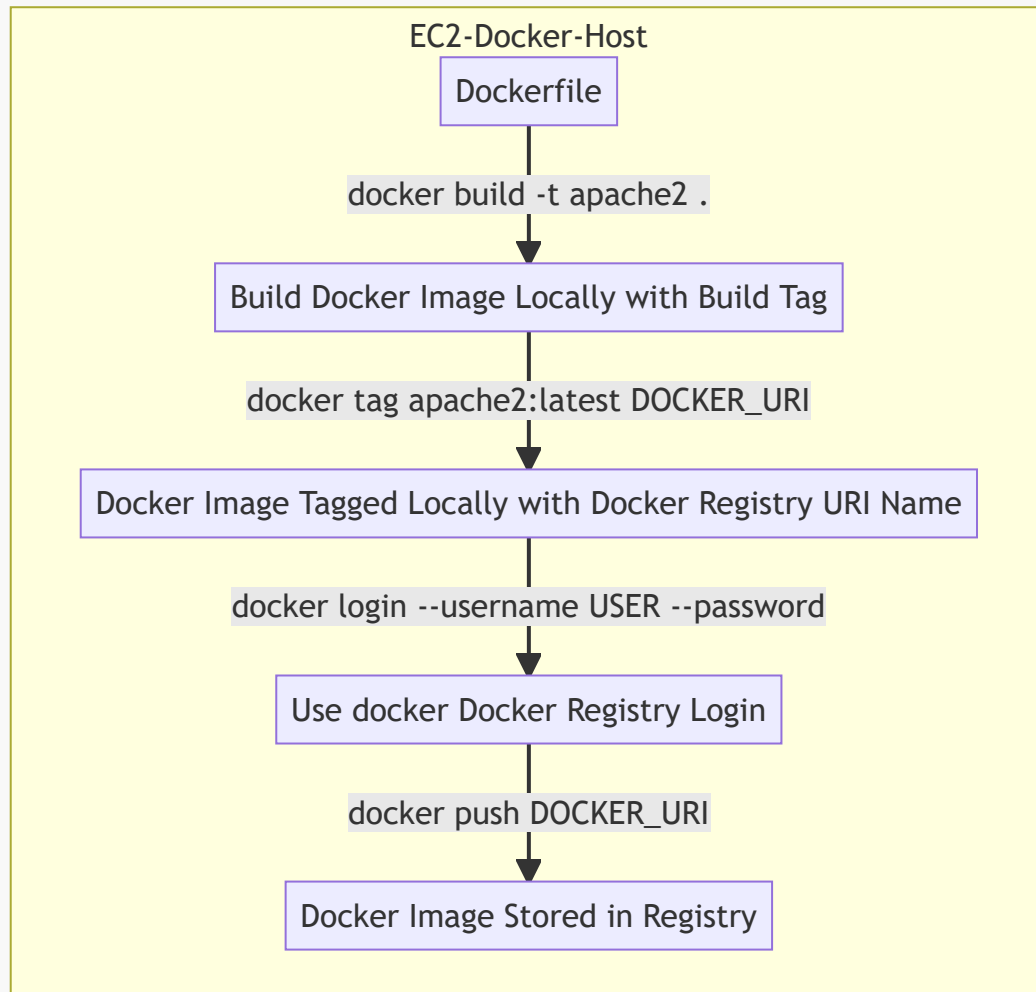 EC2-Docker-Host
Dockerfile
docker build -t apache2 .
Build Docker Image Locally with Build Tag
docker tag apache2:latest DOCKER_URI
Docker Image Tagged Locally with Docker Registry URI Name
docker login --username USER --password
Use docker Docker Registry Login
docker push DOCKER_URI
Docker Image Stored in Registry